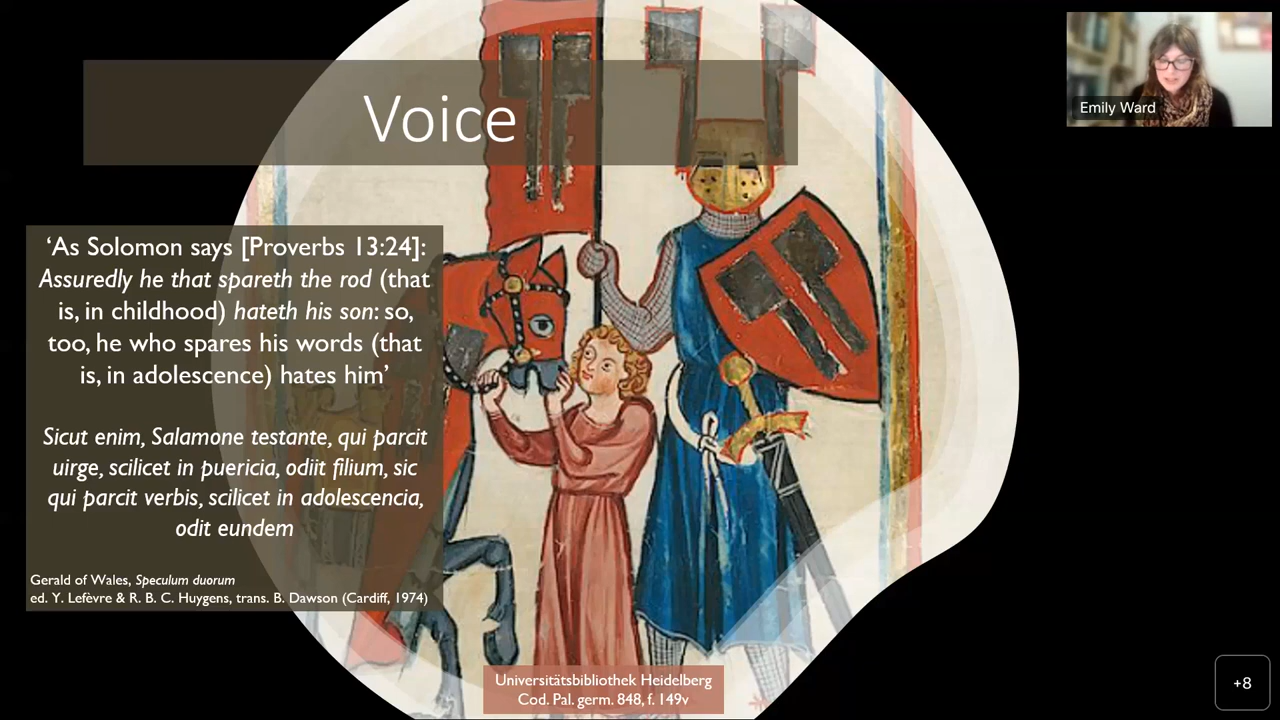 Voice
Emily Ward
‘As Solomon says [Proverbs 13:24]:
Assuredly he that spareth the rod (that
is, in childhood) hateth his son: so,
too, he who spares his words (that
is, in adolescence) hates him’
Sicut enim, Salamone testante, qui parcit
uirge, scilicet in puericia, odiit filium, sic
qui parcit verbis, scilicet in adolescencia,
odit eundem
Gerald of Wales, Speculum duorum
ed. Y. Lefèvre & R. B. C. Huygens, trans. B. Dawson (Cardiff, 1974)
Universitätsbibliothek Heidelberg
Cod. Pal. germ. 848, f. 149v
+8